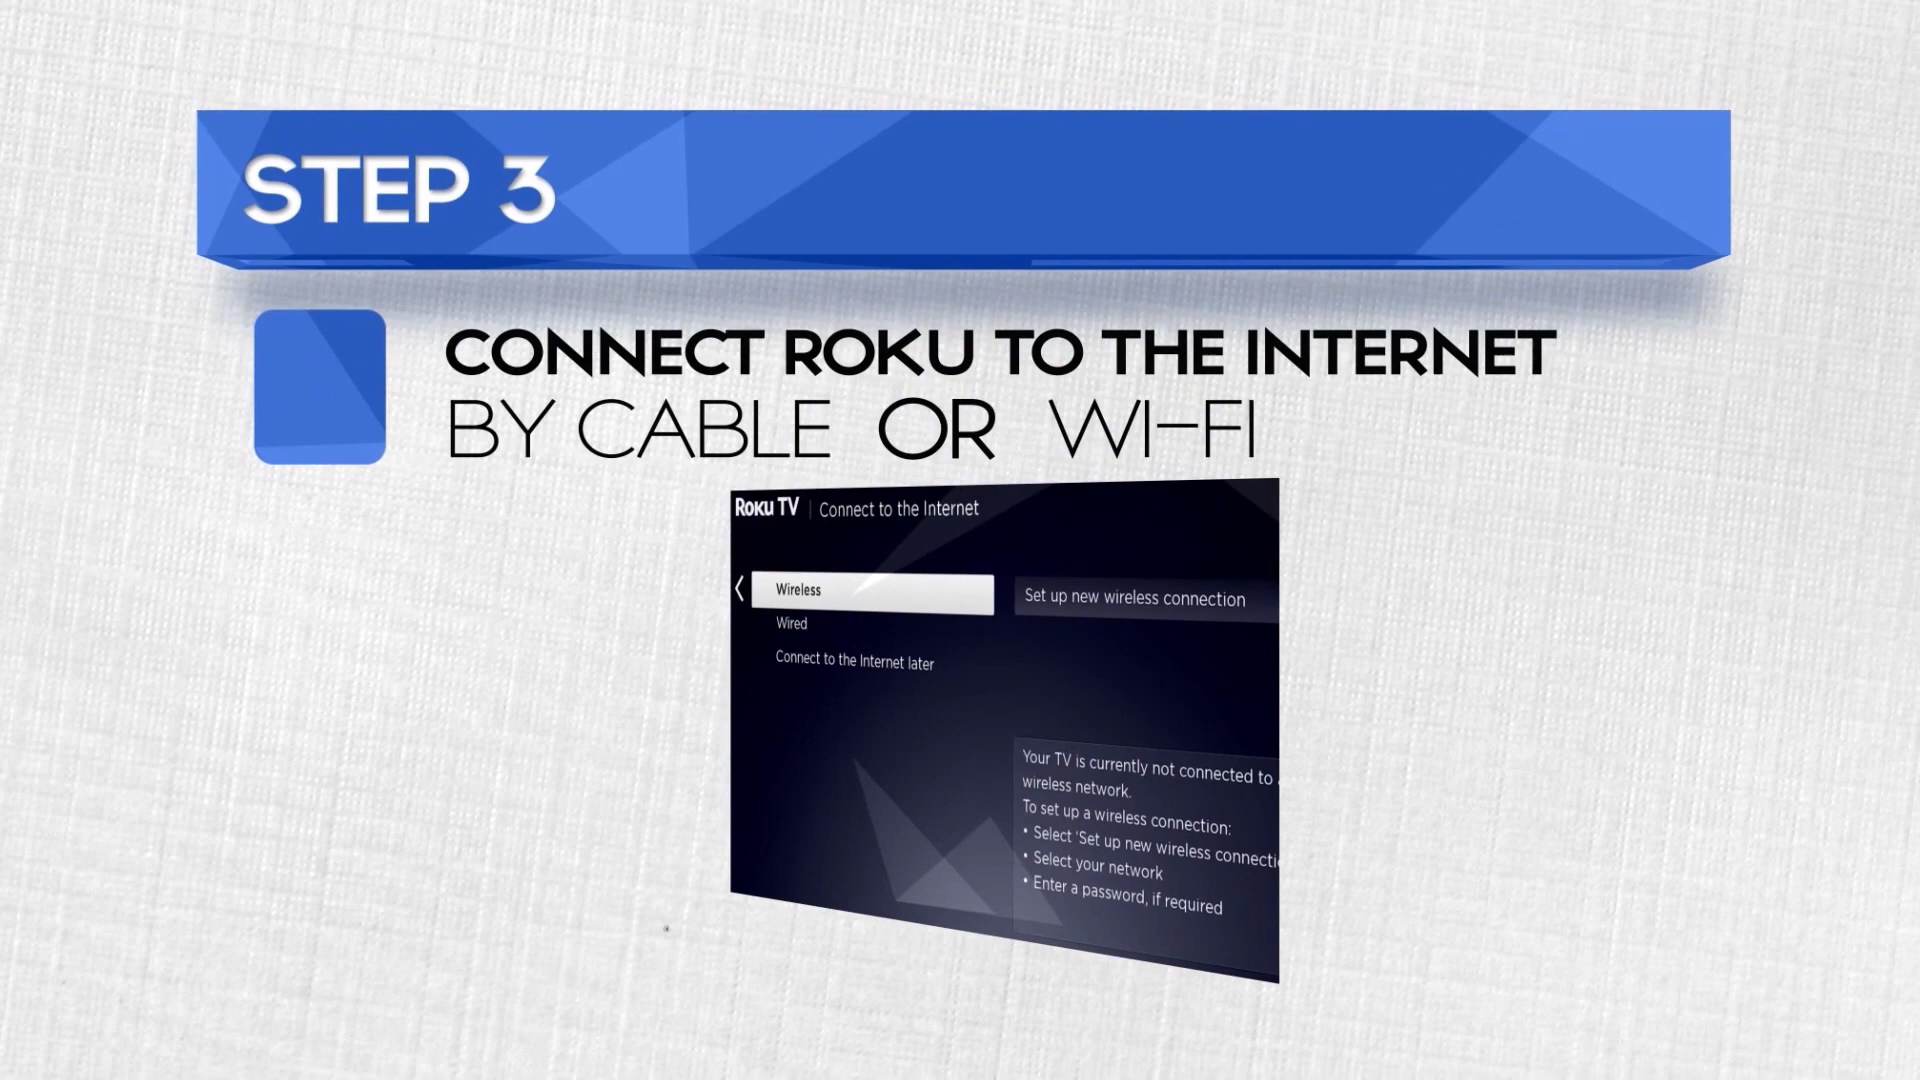 STEP 3
CONNECT ROKU TO THE INTERNET
BY CABLE OR WI-FI
Roku TV | Connect to the Internet
Wireless
Wired
Connect to the Internet later
Set up new wireless connection
Your TV is currently not connected to
wireless network.
To set up a wireless connection:
• Select 'Set up new wireless connecti
• Select your network
• Enter a password, if required